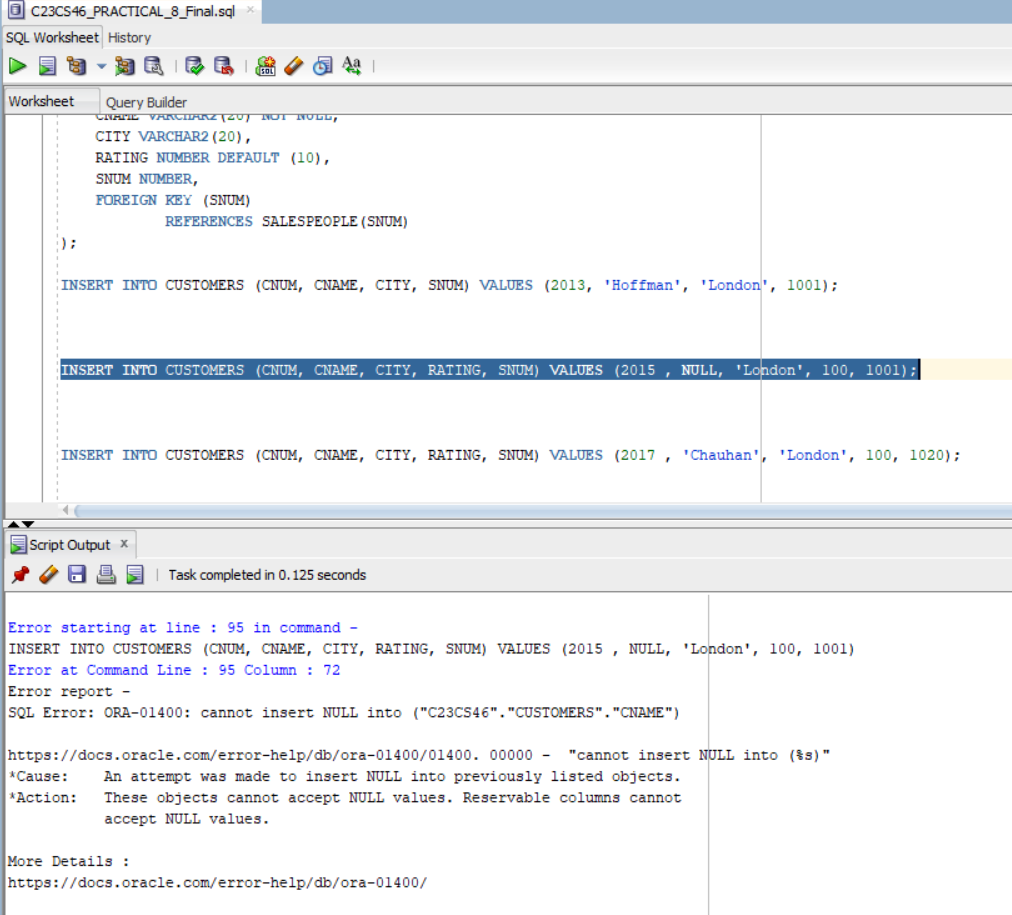 C23CS46_PRACTICAL_8_Final.sql ×
SQL Worksheet History
Aa
Worksheet Query Builder
CNAME VARCHAR2(20) NOT NULL,
CITY VARCHAR2(20),
RATING NUMBER DEFAULT (10),
SNUM NUMBER,
FOREIGN KEY (SNUM)
REFERENCES SALESPEOPLE(SNUM)
);
INSERT INTO CUSTOMERS (CNUM, CNAME, CITY, SNUM) VALUES (2013, 'Hoffman', 'London', 1001);
INSERT INTO CUSTOMERS (CNUM, CNAME, CITY, RATING, SNUM) VALUES (2015 , NULL, 'London', 100, 1001);
INSERT INTO CUSTOMERS (CNUM, CNAME, CITY, RATING, SNUM) VALUES (2017 , 'Chauhan', 'London', 100, 1020);
Script Output x
Task completed in 0.125 seconds
Error starting at line : 95 in command -
INSERT INTO CUSTOMERS (CNUM, CNAME, CITY, RATING, SNUM) VALUES (2015 , NULL, 'London', 100, 1001)
Error at Command Line : 95 Column : 72
Error report -
SQL Error: ORA-01400: cannot insert NULL into ("C23CS46"."CUSTOMERS"."CNAME")
https://docs.oracle.com/error-help/db/ora-01400/01400. 00000 - "cannot insert NULL into (%s)"
*Cause: An attempt was made to insert NULL into previously listed objects.
*Action: These objects cannot accept NULL values. Reservable columns cannot
accept NULL values.
More Details :
https://docs.oracle.com/error-help/db/ora-01400/